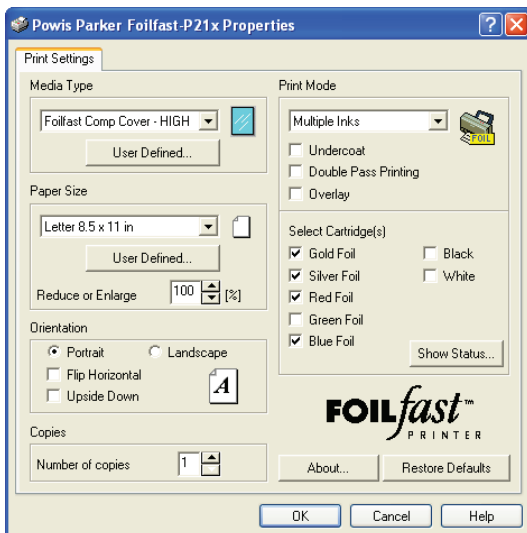 Powis Parker Foilfast-P21x Properties
Print Settings
Media Type
Foilfast Comp Cover - HIGH
User Defined...
Paper Size
Letter 8.5 x 11 in
User Defined...
Reduce or Enlarge 100 [%]
Orientation
Portrait Landscape
Flip Horizontal
Upside Down
A
Copies
Number of copies 1
Print Mode
Multiple Inks
FOIL
Undercoat
Double Pass Printing
Overlay
Select Cartridge(s)
Gold Foil Black
Silver Foil White
Red Foil
Green Foil
Blue Foil
Show Status...
FOILfast™
PRINTER
About... Restore Defaults
OK Cancel Help